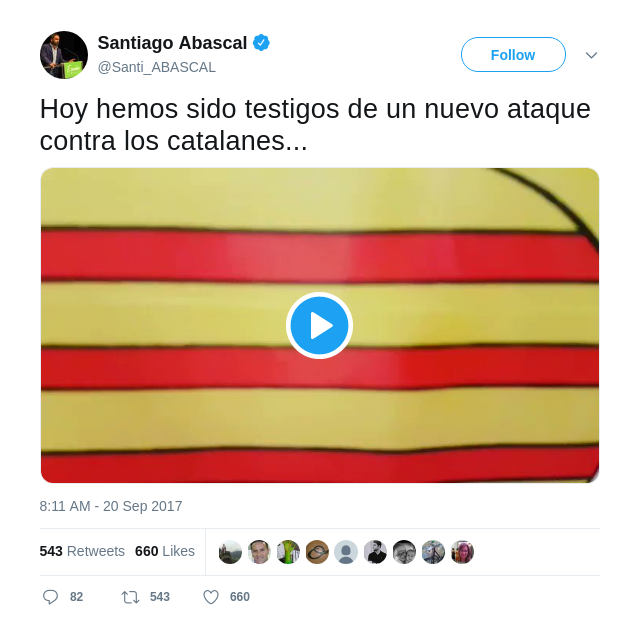 Santiago Abascal
@Santi_ABASCAL
Follow
Hoy hemos sido testigos de un nuevo ataque
contra los catalanes...
8:11 AM - 20 Sep 2017
543 Retweets 660 Likes
82 543 660